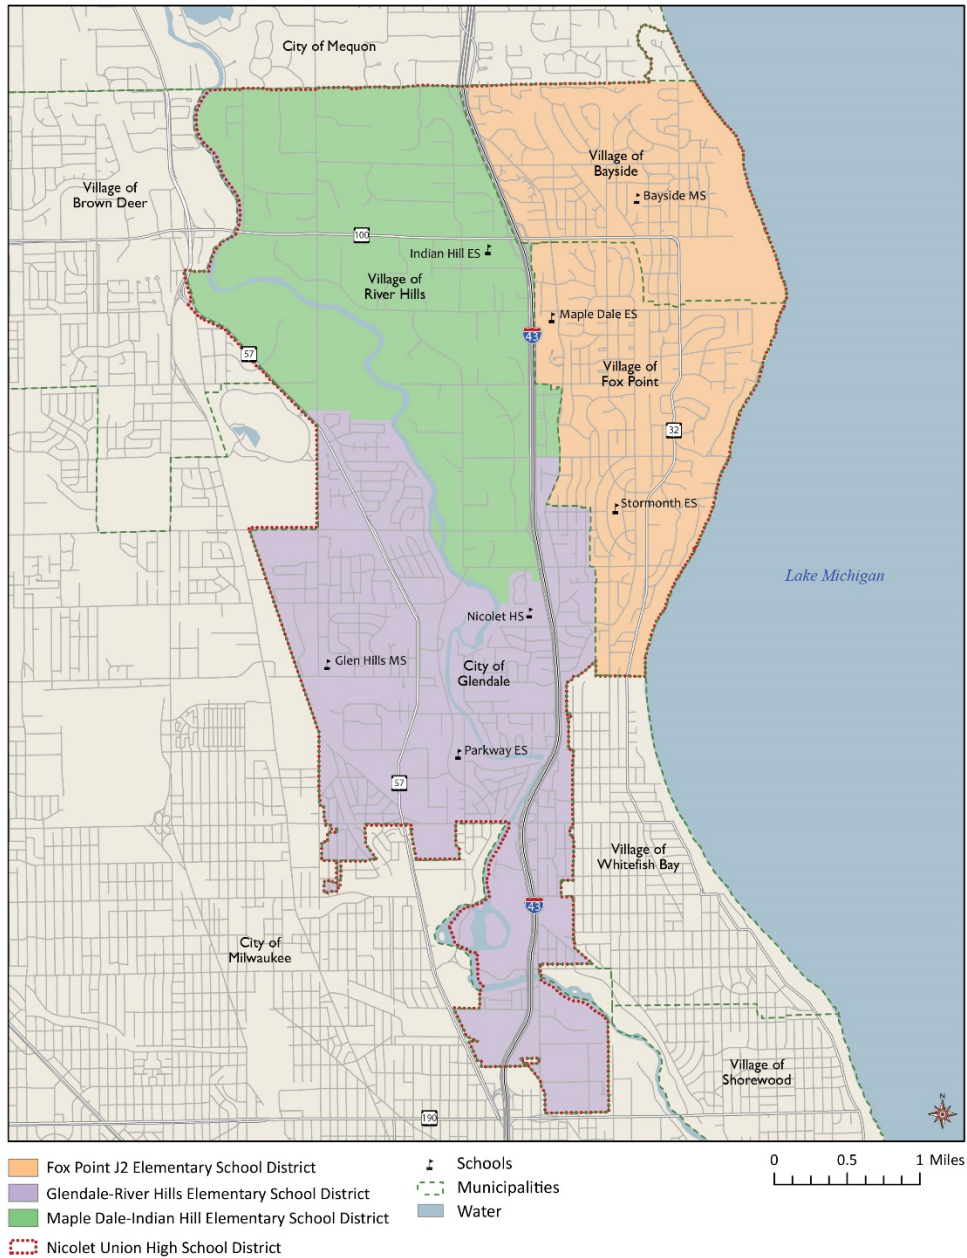 City of Mequon
Village of
Bayside
Village of
Brown Deer
Bayside MS
100
Indian Hill ES
Village of
River Hills
Maple Dale ES
43
57
Village of
Fox Point
32
Stormonth ES
Lake Michigan
Nicolet HS
Glen Hills MS
City of
Glendale
Parkway ES
57
Village of
Whitefish Bay
43
City of
Milwaukee
Village of
Shorewood
N
190
Fox Point J2 Elementary School District
Glendale-River Hills Elementary School District
Maple Dale-Indian Hill Elementary School District
Nicolet Union High School District
Schools
Municipalities
Water
0 0.5 1 Miles